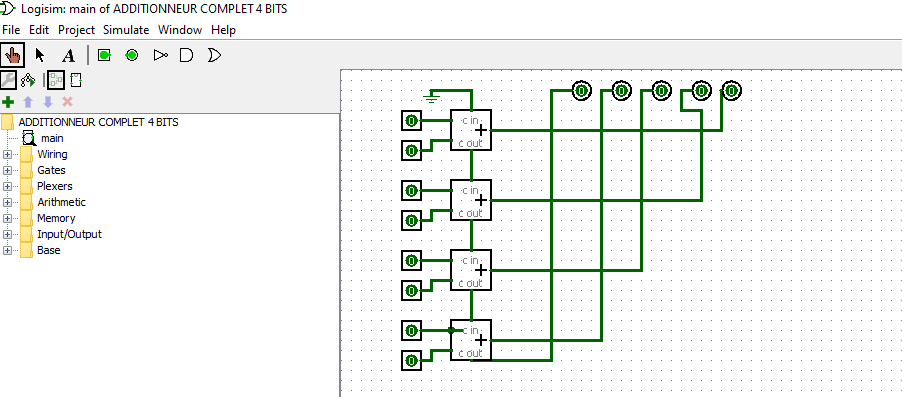 Logisim: main of ADDITIONNEUR COMPLET 4 BITS
File Edit Project Simulate Window Help
A
ADDITIONNEUR COMPLET 4 BITS
main
Wiring
Gates
Plexers
Arithmetic
Memory
Input/Output
Base
0 0 0 0 0
0 c in
+
0 c out
0 c in
+
0 c out
0 c in
+
0 c out
0 c in
+
0 c out